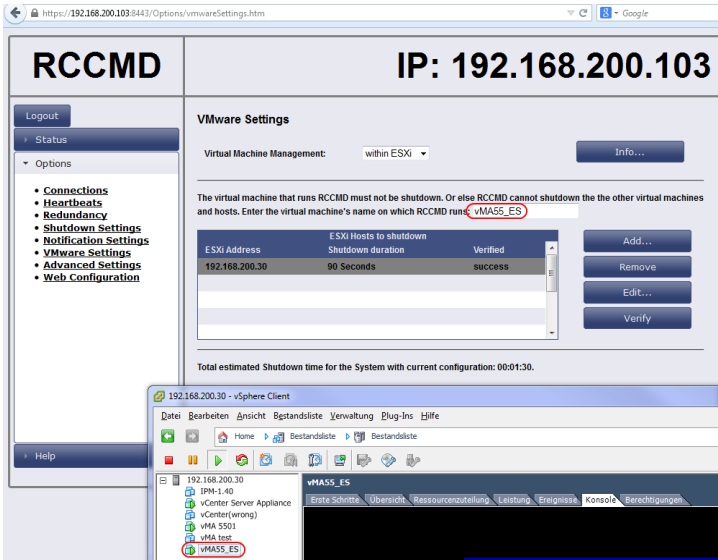 https://192.168.200.103:8443/Options/vmwareSettings.htm
Google
RCCMD
IP: 192.168.200.103
Logout
Status
Options
Connections
Heartbeats
Redundancy
Shutdown Settings
Notification Settings
VMware Settings
Advanced Settings
Web Configuration
Help
VMware Settings
Virtual Machine Management: within ESXi
Info...
The virtual machine that runs RCCMD must not be shutdown. Or else RCCMD cannot shutdown the the other virtual machines
and hosts. Enter the virtual machine's name on which RCCMD runs: vMA55_ES
ESXi Hosts to shutdown
ESXi Address Shutdown duration Verified
192.168.200.30 90 Seconds success
Add...
Remove
Edit...
Verify
Total estimated Shutdown time for the System with current configuration: 00:01:30.
192.168.200.30 - vSphere Client
Datei Bearbeiten Ansicht Bestandsliste Verwaltung Plug-Ins Hilfe
Home Bestandsliste Bestandsliste
192.168.200.30
IPM-1.40
vCenter Server Appliance
vCenter(wrong)
vMA 5501
vMA test
vMA55_ES
vMA55_ES
Erste Schritte Übersicht Ressourcenzuteilung Leistung Ereignisse Konsole Berechtigungen